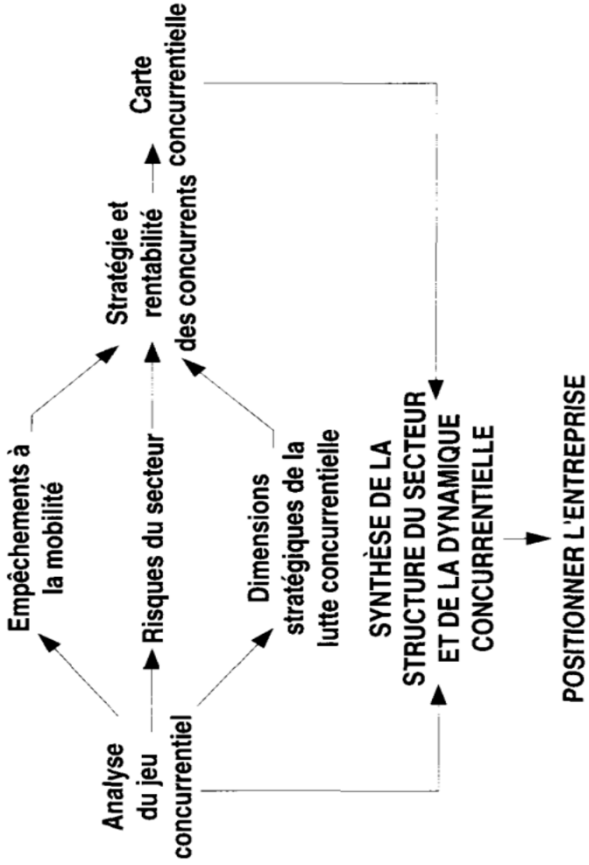 Analyse
du jeu
concurrentiel
Empêchements à
la mobilité
Risques du secteur
Dimensions
stratégiques de la
lutte concurrentielle
Stratégie et
rentabilité
des concurrents
Carte
concurrentielle
SYNTHÈSE DE LA
STRUCTURE DU SECTEUR
ET DE LA DYNAMIQUE
CONCURRENTIELLE
POSITIONNER L'ENTREPRISE